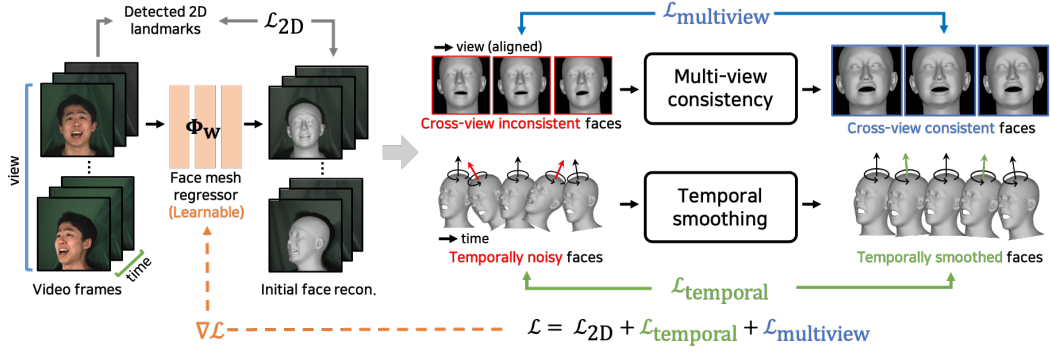 Detected 2D
landmarks
ℒ2D
view
Φw
Face mesh
regressor
(Learnable)
time
Video frames
Initial face recon.
∇ℒ
ℒmultiview
view (aligned)
Cross-view inconsistent faces
Multi-view
consistency
Cross-view consistent faces
time
Temporally noisy faces
Temporal
smoothing
Temporally smoothed faces
ℒtemporal
ℒ = ℒ2D + ℒtemporal + ℒmultiview